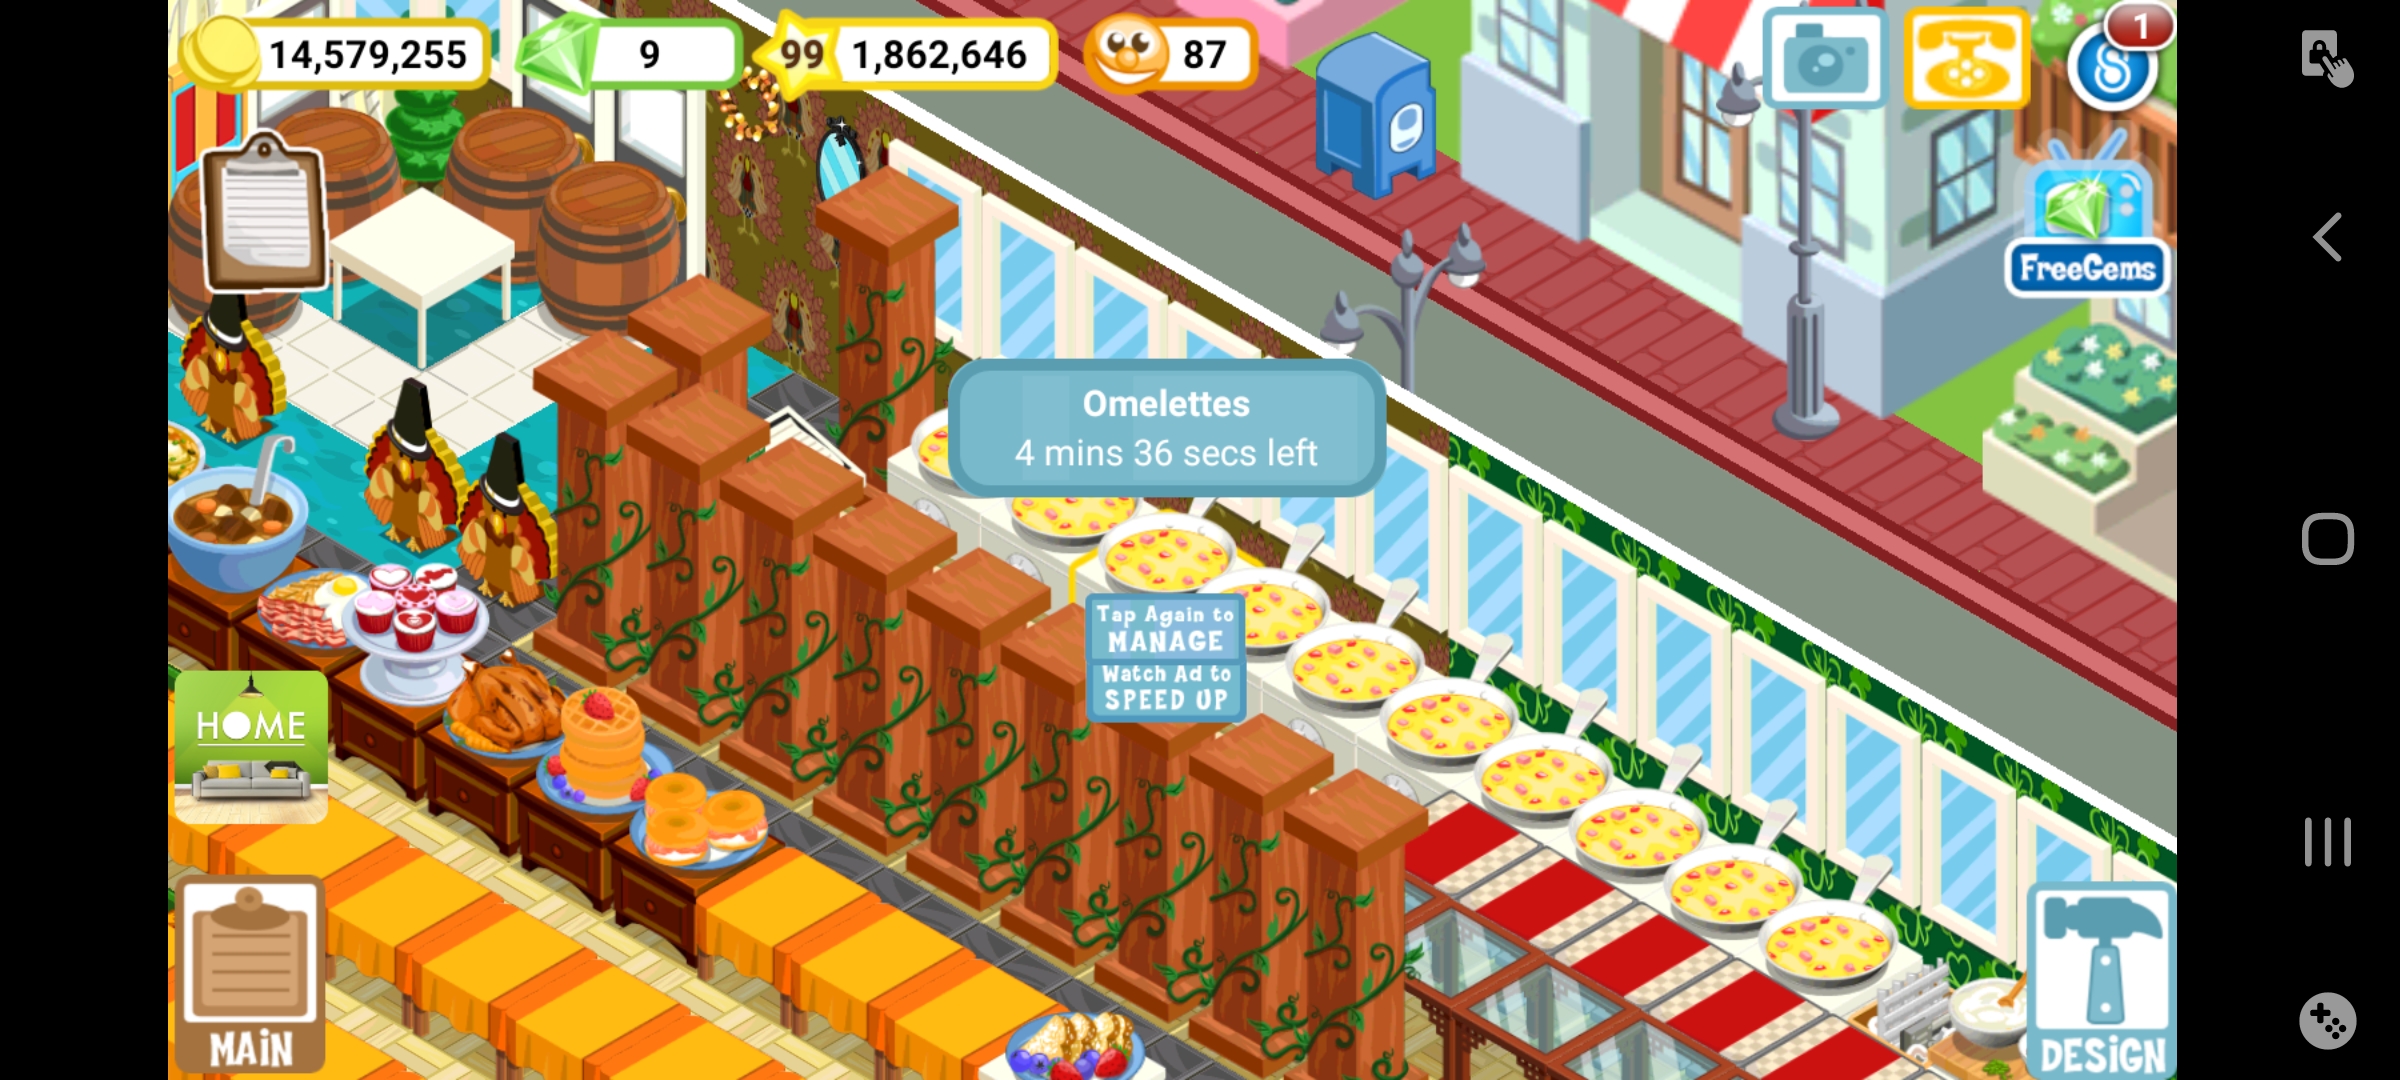 14,579,255
9
99
1,862,646
87
1
FreeGems
Omelettes
4 mins 36 secs left
Tap Again to
MANAGE
Watch Ad to
SPEED UP
HOME
MAIN
DESIGN